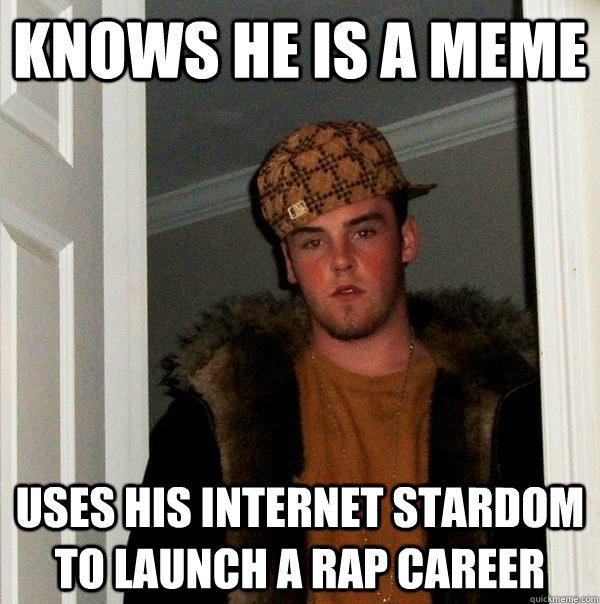 KNOWS HE IS A MEME
USES HIS INTERNET STARDOM
TO LAUNCH A RAP CAREER
quickmeme.com